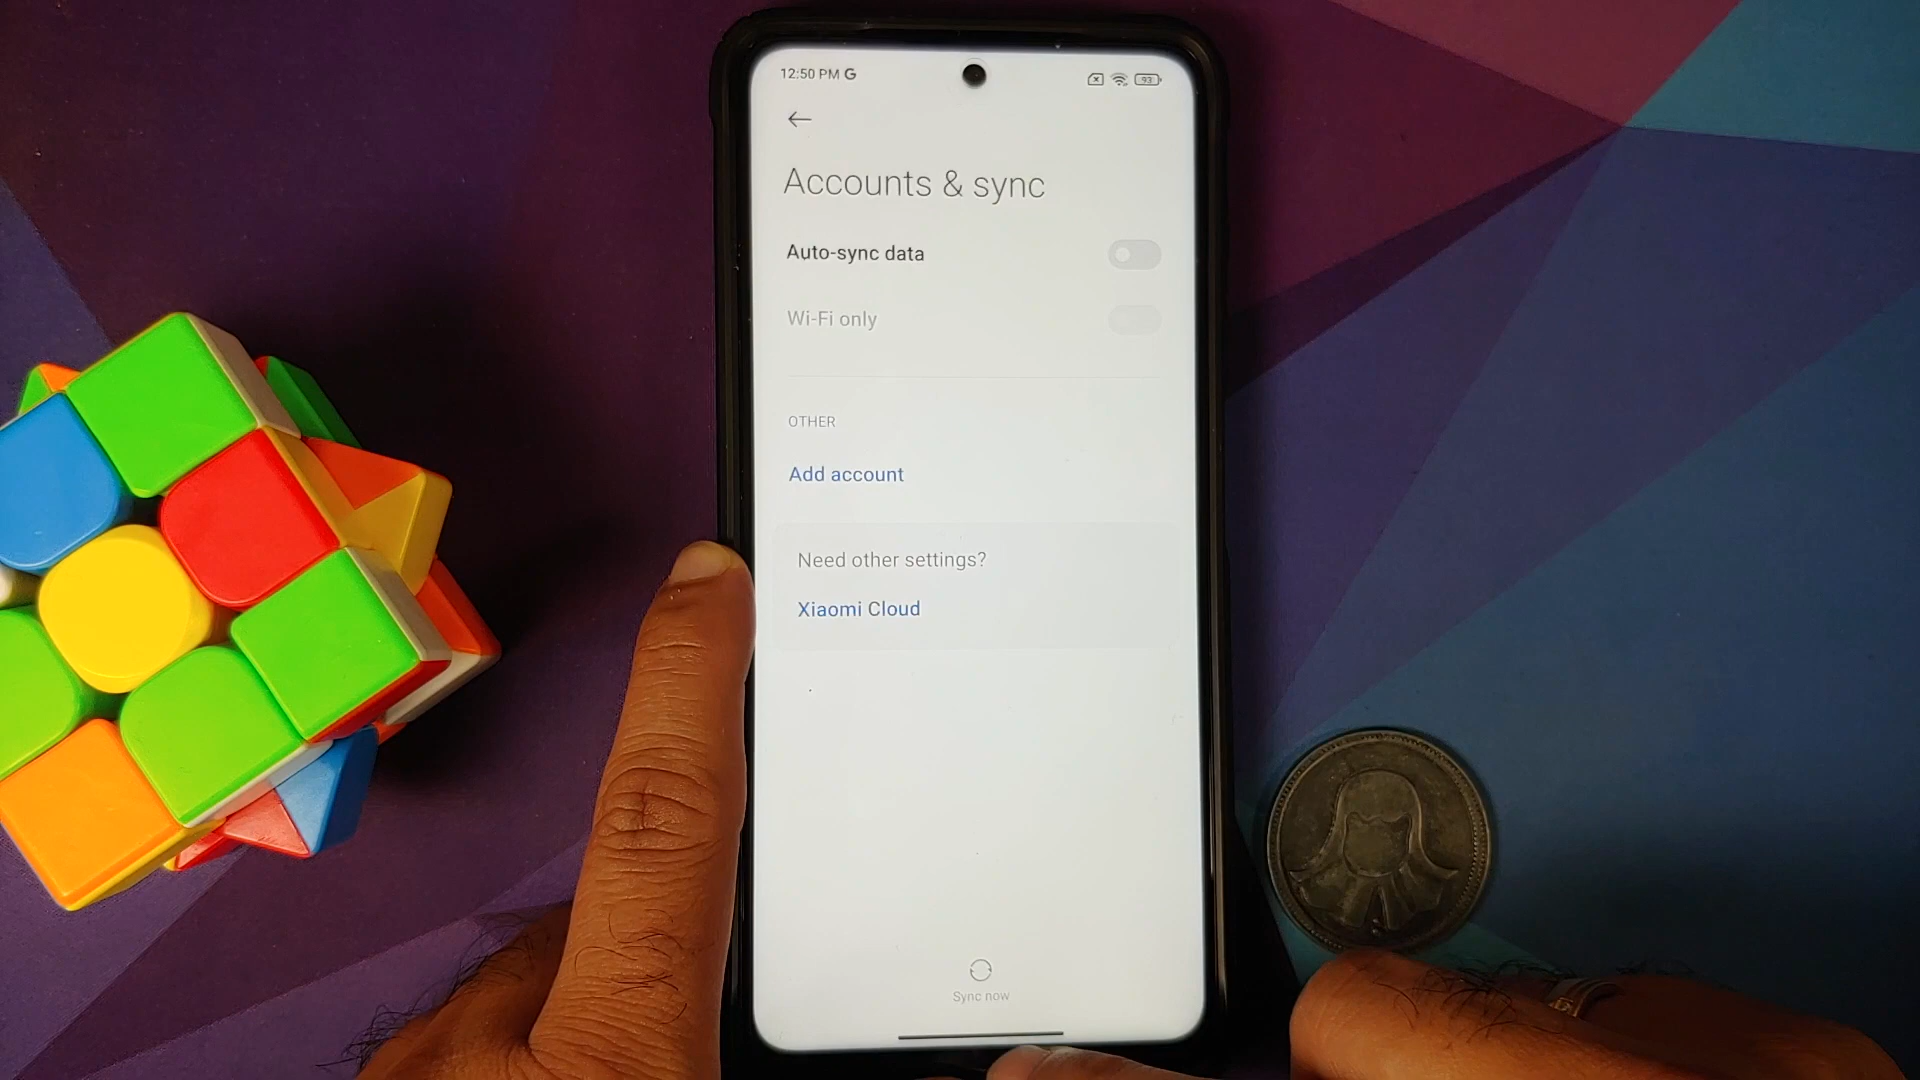 12:50 PM G
93
Accounts & sync
Auto-sync data
Wi-Fi only
OTHER
Add account
Need other settings?
Xiaomi Cloud
Sync now